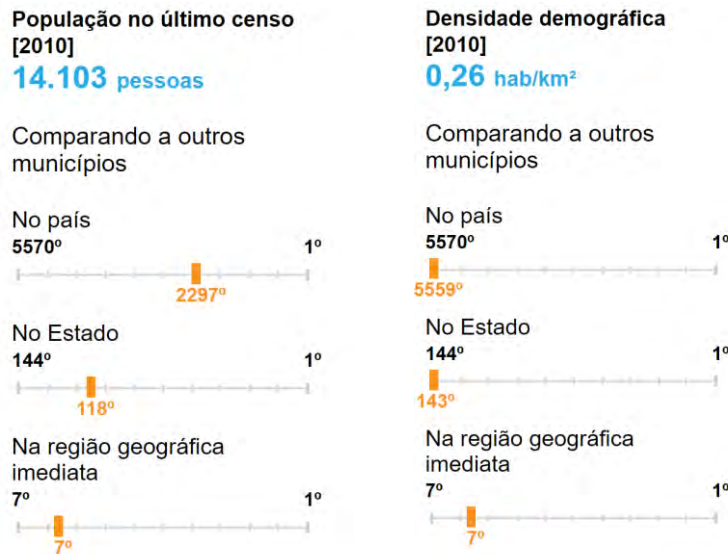 População no último censo
[2010]
14.103 pessoas
Comparando a outros
municípios
No país
5570º 1º
2297º
No Estado
144º 1º
118º
Na região geográfica
imediata
7º 1º
7º
Densidade demográfica
[2010]
0,26 hab/km²
Comparando a outros
municípios
No país
5570º 1º
5559º
No Estado
144º 1º
143º
Na região geográfica
imediata
7º 1º
7º